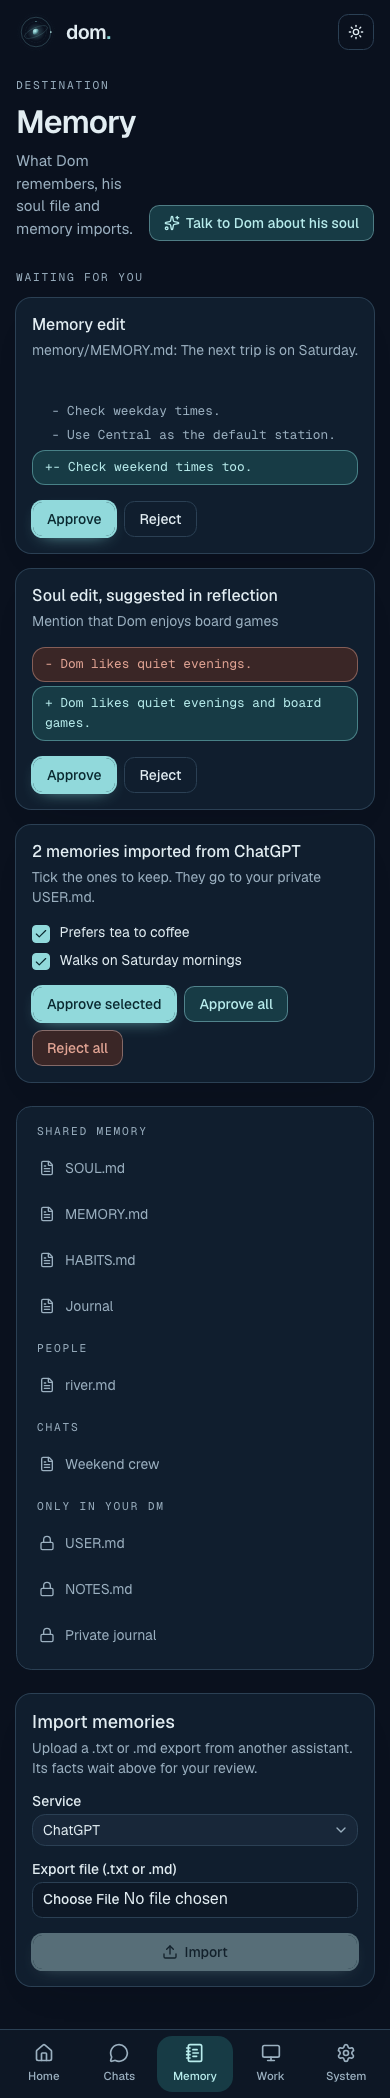 dom.
DESTINATION
Memory
What Dom
remembers, his
soul file and
memory imports.
Talk to Dom about his soul
WAITING FOR YOU
Memory edit
memory/MEMORY.md: The next trip is on Saturday.
- Check weekday times.
- Use Central as the default station.
+- Check weekend times too.
Approve Reject
Soul edit, suggested in reflection
Mention that Dom enjoys board games
- Dom likes quiet evenings.
+ Dom likes quiet evenings and board
games.
Approve Reject
2 memories imported from ChatGPT
Tick the ones to keep. They go to your private
USER.md.
Prefers tea to coffee
Walks on Saturday mornings
Approve selected Approve all
Reject all
SHARED MEMORY
SOUL.md
MEMORY.md
HABITS.md
Journal
PEOPLE
river.md
CHATS
Weekend crew
ONLY IN YOUR DM
USER.md
NOTES.md
Private journal
Import memories
Upload a .txt or .md export from another assistant.
Its facts wait above for your review.
Service
ChatGPT
Export file (.txt or .md)
Choose File No file chosen
Import
Home Chats Memory Work System